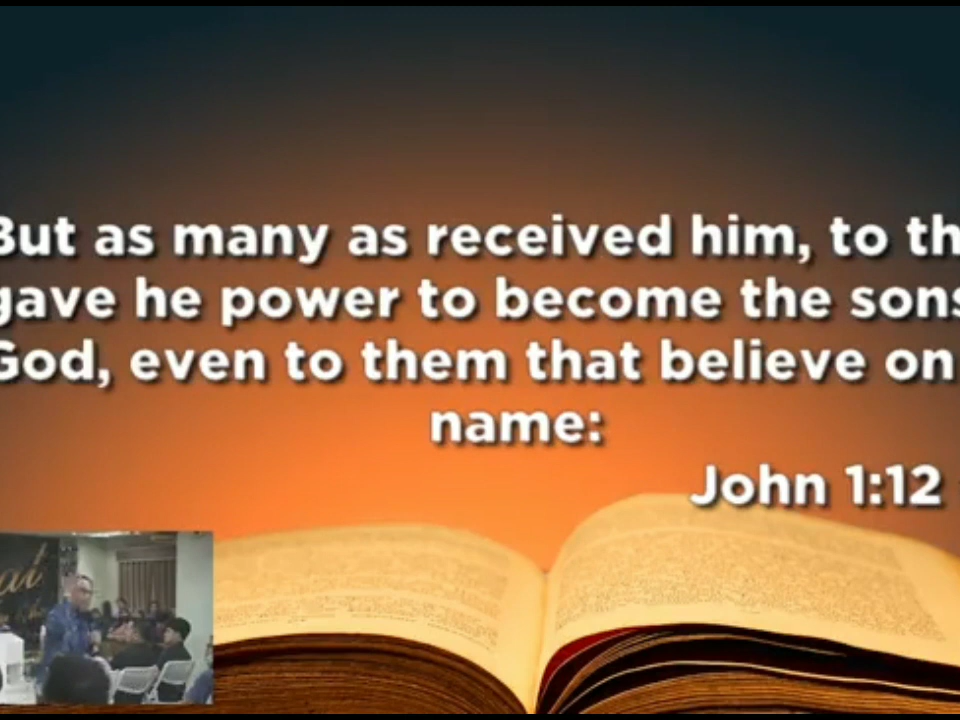 But as many as received him, to th
gave he power to become the sons
God, even to them that believe on
name:
John 1:12
ai